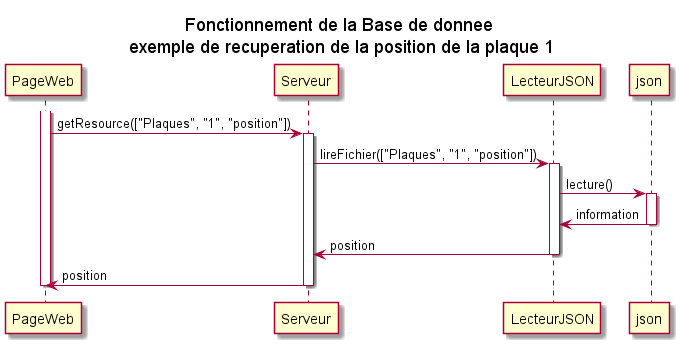 Fonctionnement de la Base de donnee
exemple de recuperation de la position de la plaque 1
PageWeb
Serveur
LecteurJSON
json
getResource(["Plaques", "1", "position"])
lireFichier(["Plaques", "1", "position"])
lecture()
information
position
position
PageWeb
Serveur
LecteurJSON
json